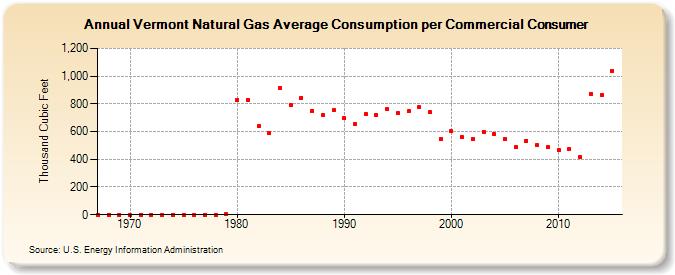 Annual Vermont Natural Gas Average Consumption per Commercial Consumer
Thousand Cubic Feet
1,200
1,000
800
600
400
200
0
1970 1980 1990 2000 2010
Source: U.S. Energy Information Administration